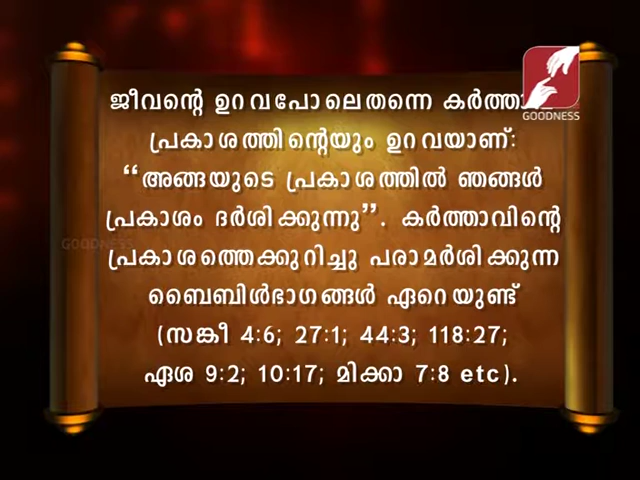 GOODNESS
ജീവന്റെ ഉറവപോലെതന്നെ
പ്രകാശത്തിന്റെയും ഉറവയാണ്:
“അങ്ങയുടെ പ്രകാശത്തിൽ ഞങ്ങൾ
പ്രകാശം ദർശിക്കുന്നു”. കർത്താവിന്റെ
GOODNESS
പ്രകാശത്തെക്കുറിച്ചു പരാമർശിക്കുന്ന
ബൈബിൾഭാഗങ്ങൾ ഏറെയുണ്ട്
(സങ്കീ 4:6; 27:1; 44:3; 118:27;
ഏശ 9:2; 10:17; മിക്കാ 7:8 etc).